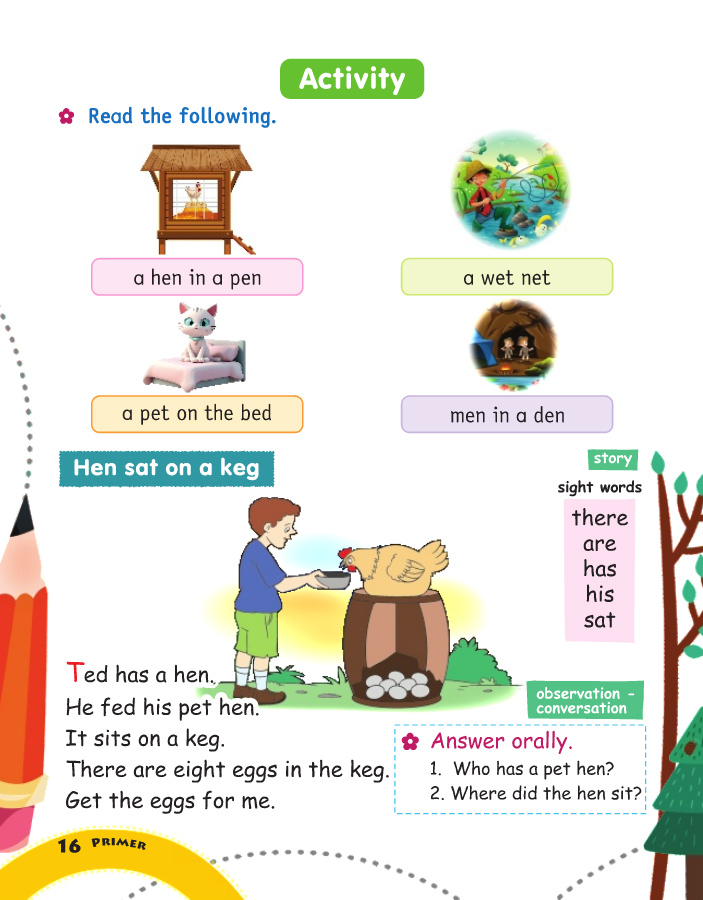 Activity
Read the following.
a hen in a pen
a wet net
a pet on the bed
men in a den
Hen sat on a keg
story
sight words
there
are
has
his
sat
Ted has a hen.
He fed his pet hen.
It sits on a keg.
There are eight eggs in the keg.
Get the eggs for me.
observation -
conversation
Answer orally.
1. Who has a pet hen?
2. Where did the hen sit?
16 PRIMER